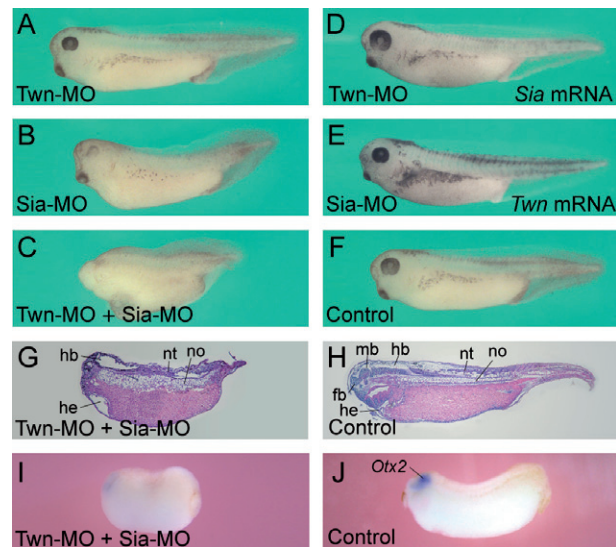 A
Twn-MO
D
Twn-MO
Sia mRNA
B
Sia-MO
E
Sia-MO
Twn mRNA
C
Twn-MO + Sia-MO
F
Control
G
hb
nt
no
he
Twn-MO + Sia-MO
H
mb
hb
nt
no
fb
he
Control
I
Twn-MO + Sia-MO
J
Otx2
Control